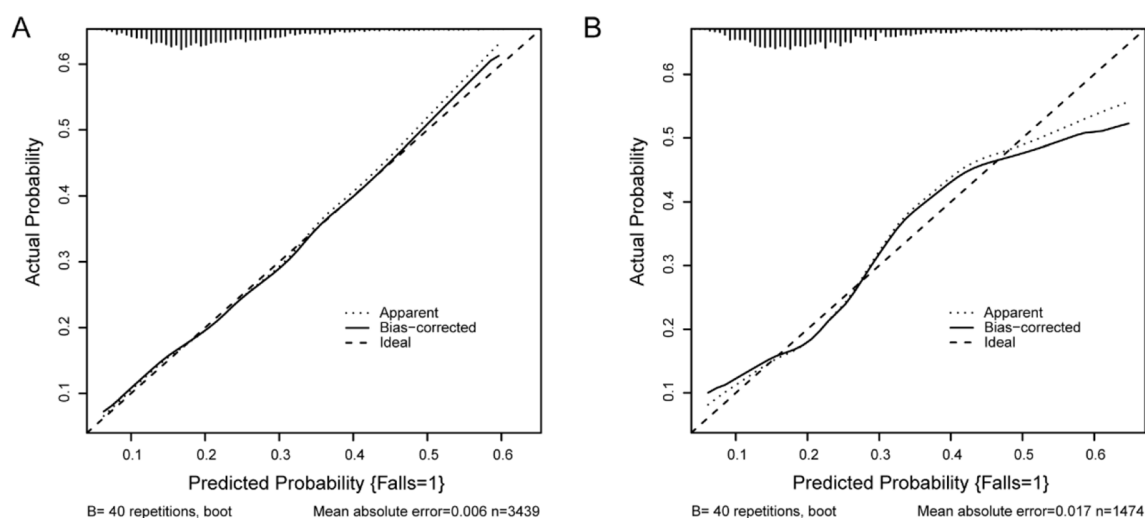 A
Actual Probability
0.6
0.5
0.4
0.3
0.2
0.1
Apparent
Bias-corrected
Ideal
0.1 0.2 0.3 0.4 0.5 0.6
Predicted Probability {Falls=1}
B= 40 repetitions, boot Mean absolute error=0.006 n=3439
B
Actual Probability
0.6
0.5
0.4
0.3
0.2
0.1
Apparent
Bias-corrected
Ideal
0.1 0.2 0.3 0.4 0.5 0.6
Predicted Probability {Falls=1}
B= 40 repetitions, boot Mean absolute error=0.017 n=1474